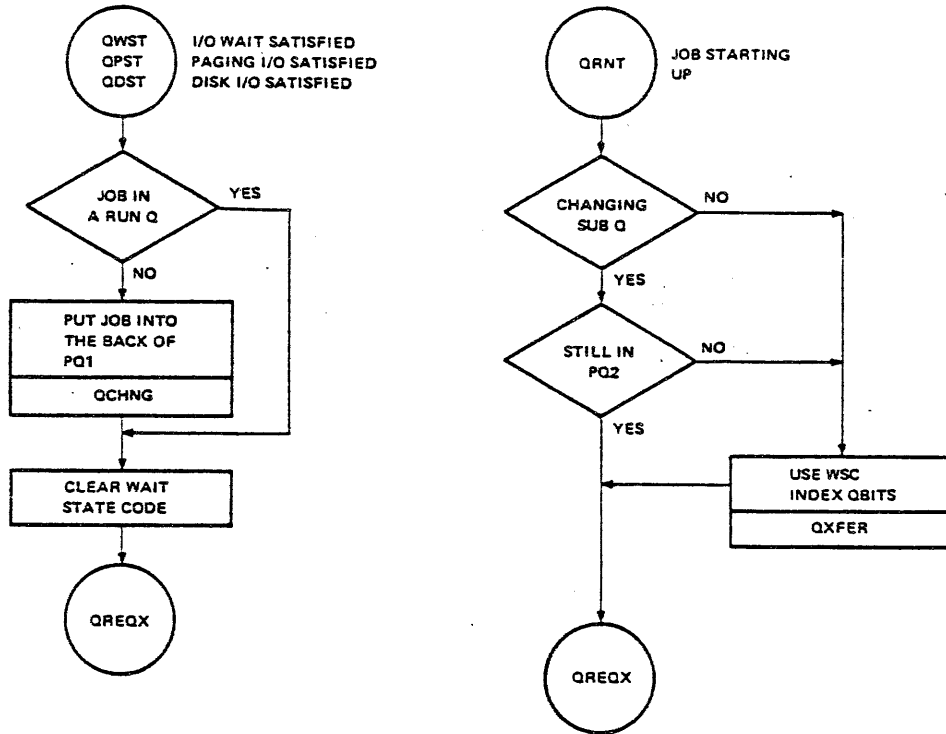 QWST
QPST
QDST
I/O WAIT SATISFIED
PAGING I/O SATISFIED
DISK I/O SATISFIED
JOB IN
A RUN Q
YES
NO
PUT JOB INTO
THE BACK OF
PQ1
QCHNG
CLEAR WAIT
STATE CODE
QREQX
QRNT
JOB STARTING
UP
CHANGING
SUB Q
NO
YES
STILL IN
PQ2
NO
YES
USE WSC
INDEX QBITS
QXFER
QREQX